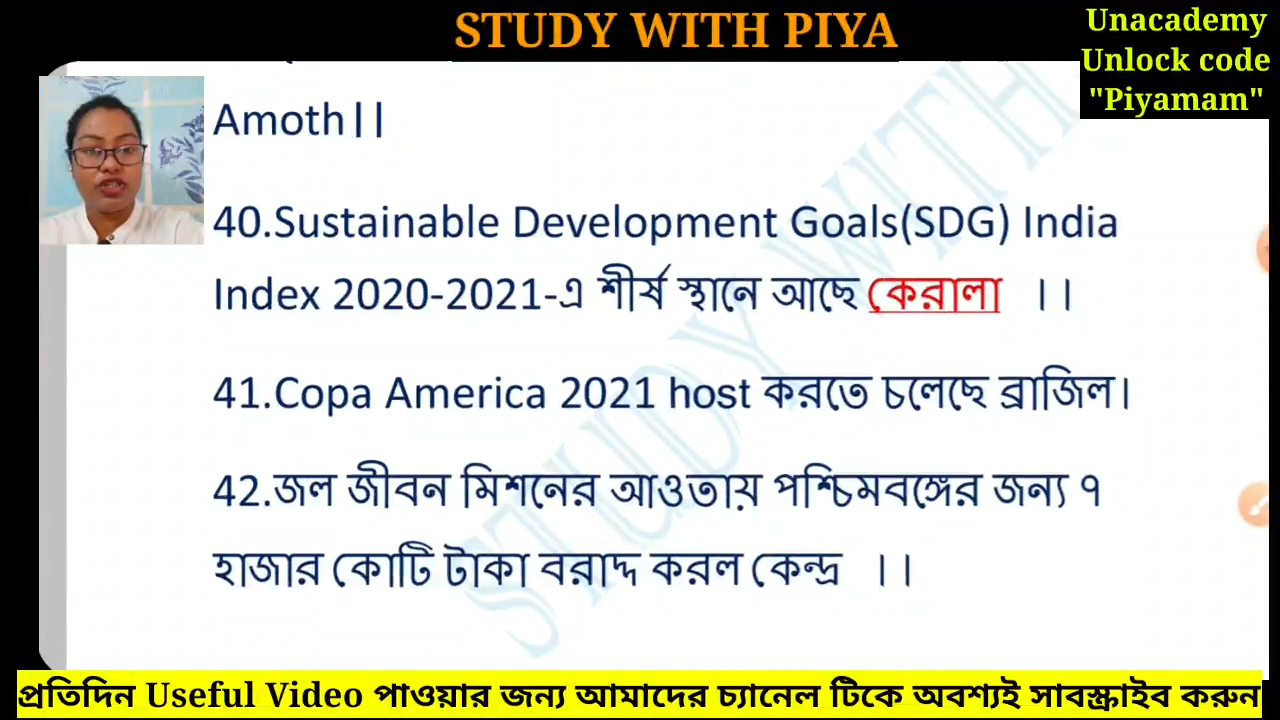 STUDY WITH PIYA
Unacademy
Unlock code
"Piyamam"
Amoth||
40.Sustainable Development Goals(SDG) India
Index 2020-2021-এ শীর্ষ স্থানে আছে কেরালা ।।
41.Copa America 2021 host করতে চলেছে ব্রাজিল।
42.জল জীবন মিশনের আওতায় পশ্চিমবঙ্গের জন্য ৭
হাজার কোটি টাকা বরাদ্দ করল কেন্দ্র ।।
STUDY WITH
প্রতিদিন Useful Video পাওয়ার জন্য আমাদের চ্যানেল টিকে অবশ্যই সাবস্ক্রাইব করুন